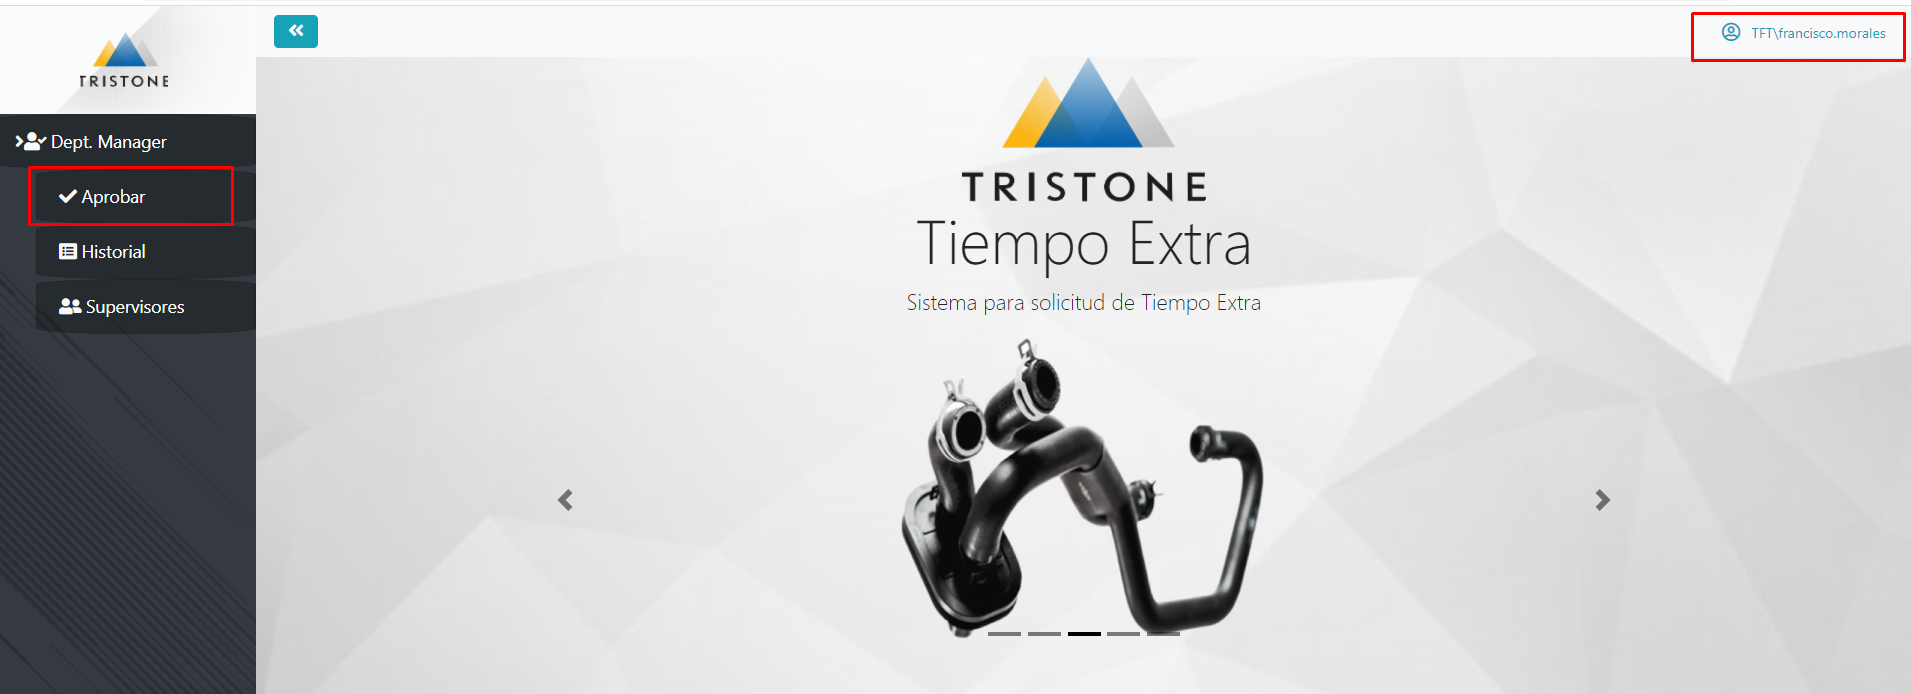 TRISTONE
TFT\francisco.morales
Dept. Manager
Aprobar
Historial
Supervisores
TRISTONE
Tiempo Extra
Sistema para solicitud de Tiempo Extra